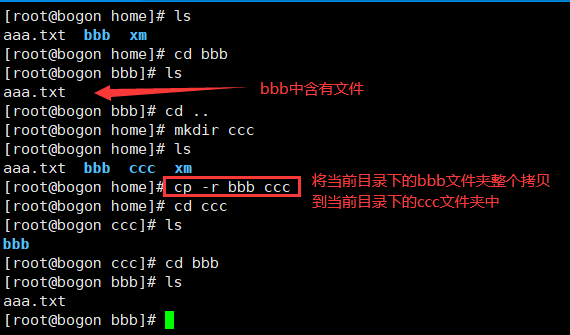 [root@bogon home]# ls
aaa.txt  bbb  xm
[root@bogon home]# cd bbb
[root@bogon bbb]# ls
aaa.txt
bbb中含有文件
[root@bogon bbb]# cd ..
[root@bogon home]# mkdir ccc
[root@bogon home]# ls
aaa.txt  bbb  ccc  xm
[root@bogon home]# cp -r bbb ccc
将当前目录下的bbb文件夹整个拷贝
到当前目录下的ccc文件夹中
[root@bogon home]# cd ccc
[root@bogon ccc]# ls
bbb
[root@bogon ccc]# cd bbb
[root@bogon bbb]# ls
aaa.txt
[root@bogon bbb]#